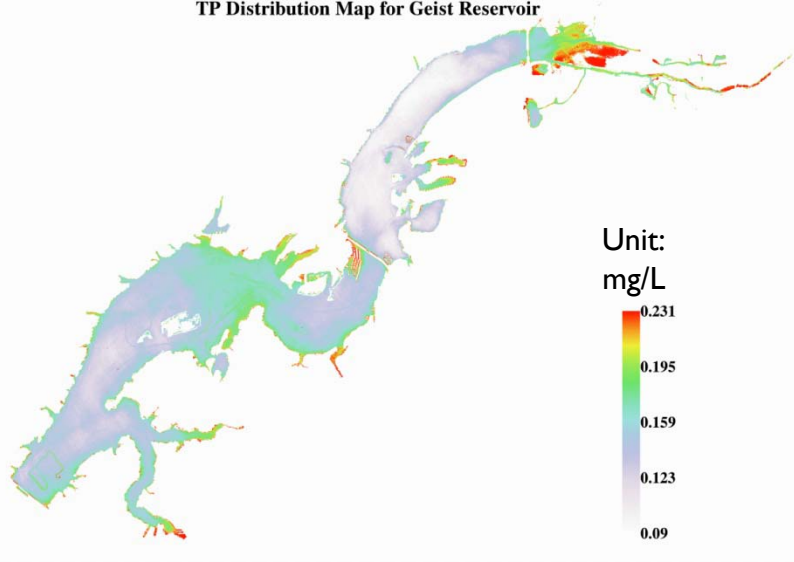 TP Distribution Map for Geist Reservoir
Unit:
mg/L
0.231
0.195
0.159
0.123
0.09